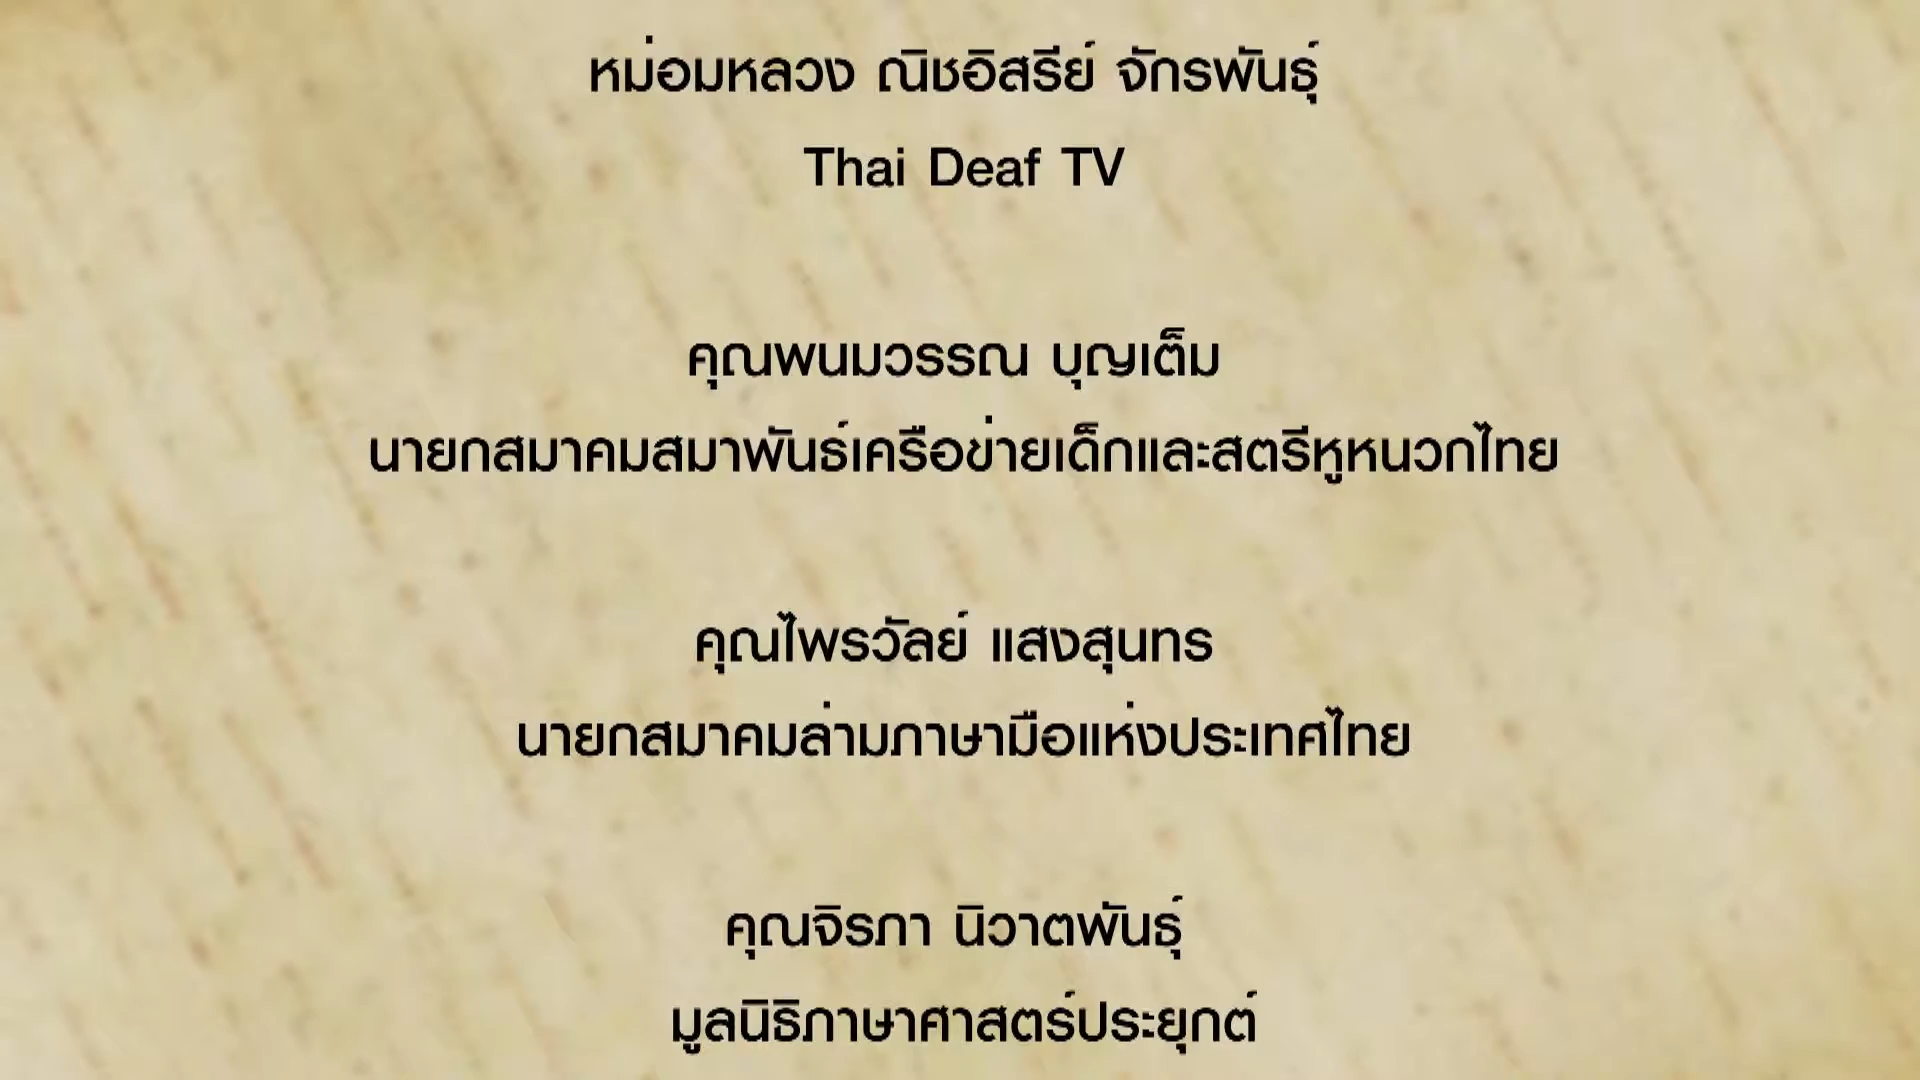 หม่อมหลวง ณิชอิสรีย์ จักรพันธุ์
Thai Deaf TV
คุณพนมวรรณ บุญเต็ม
นายกสมาคมสมาพันธ์เครือข่ายเด็กและสตรีหูหนวกไทย
คุณไพรวัลย์ แสงสุนทร
นายกสมาคมล่ามภาษามือแห่งประเทศไทย
คุณจิรภา นิวาตพันธุ์
มูลนิธิภาษาศาสตร์ประยุกต์